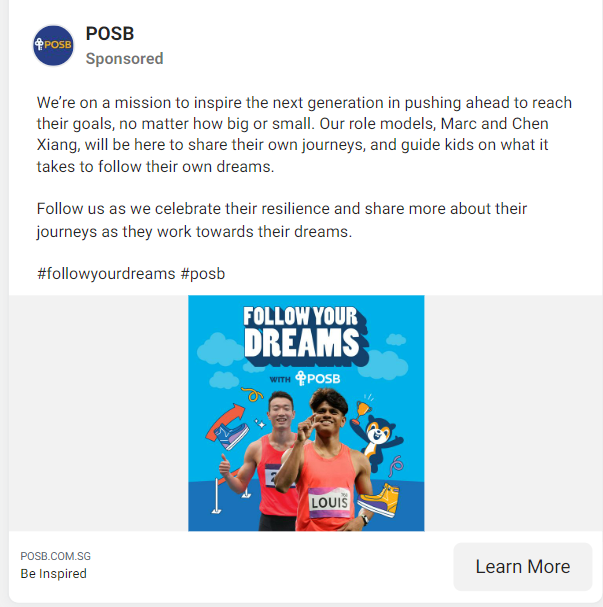 POSB
POSB
Sponsored
We're on a mission to inspire the next generation in pushing ahead to reach
their goals, no matter how big or small. Our role models, Marc and Chen
Xiang, will be here to share their own journeys, and guide kids on what it
takes to follow their own dreams.
Follow us as we celebrate their resilience and share more about their
journeys as they work towards their dreams.
#followyourdreams #posb
FOLLOW YOUR
DREAMS
WITH POSB
LOUIS
POSB.COM.SG
Be Inspired
Learn More